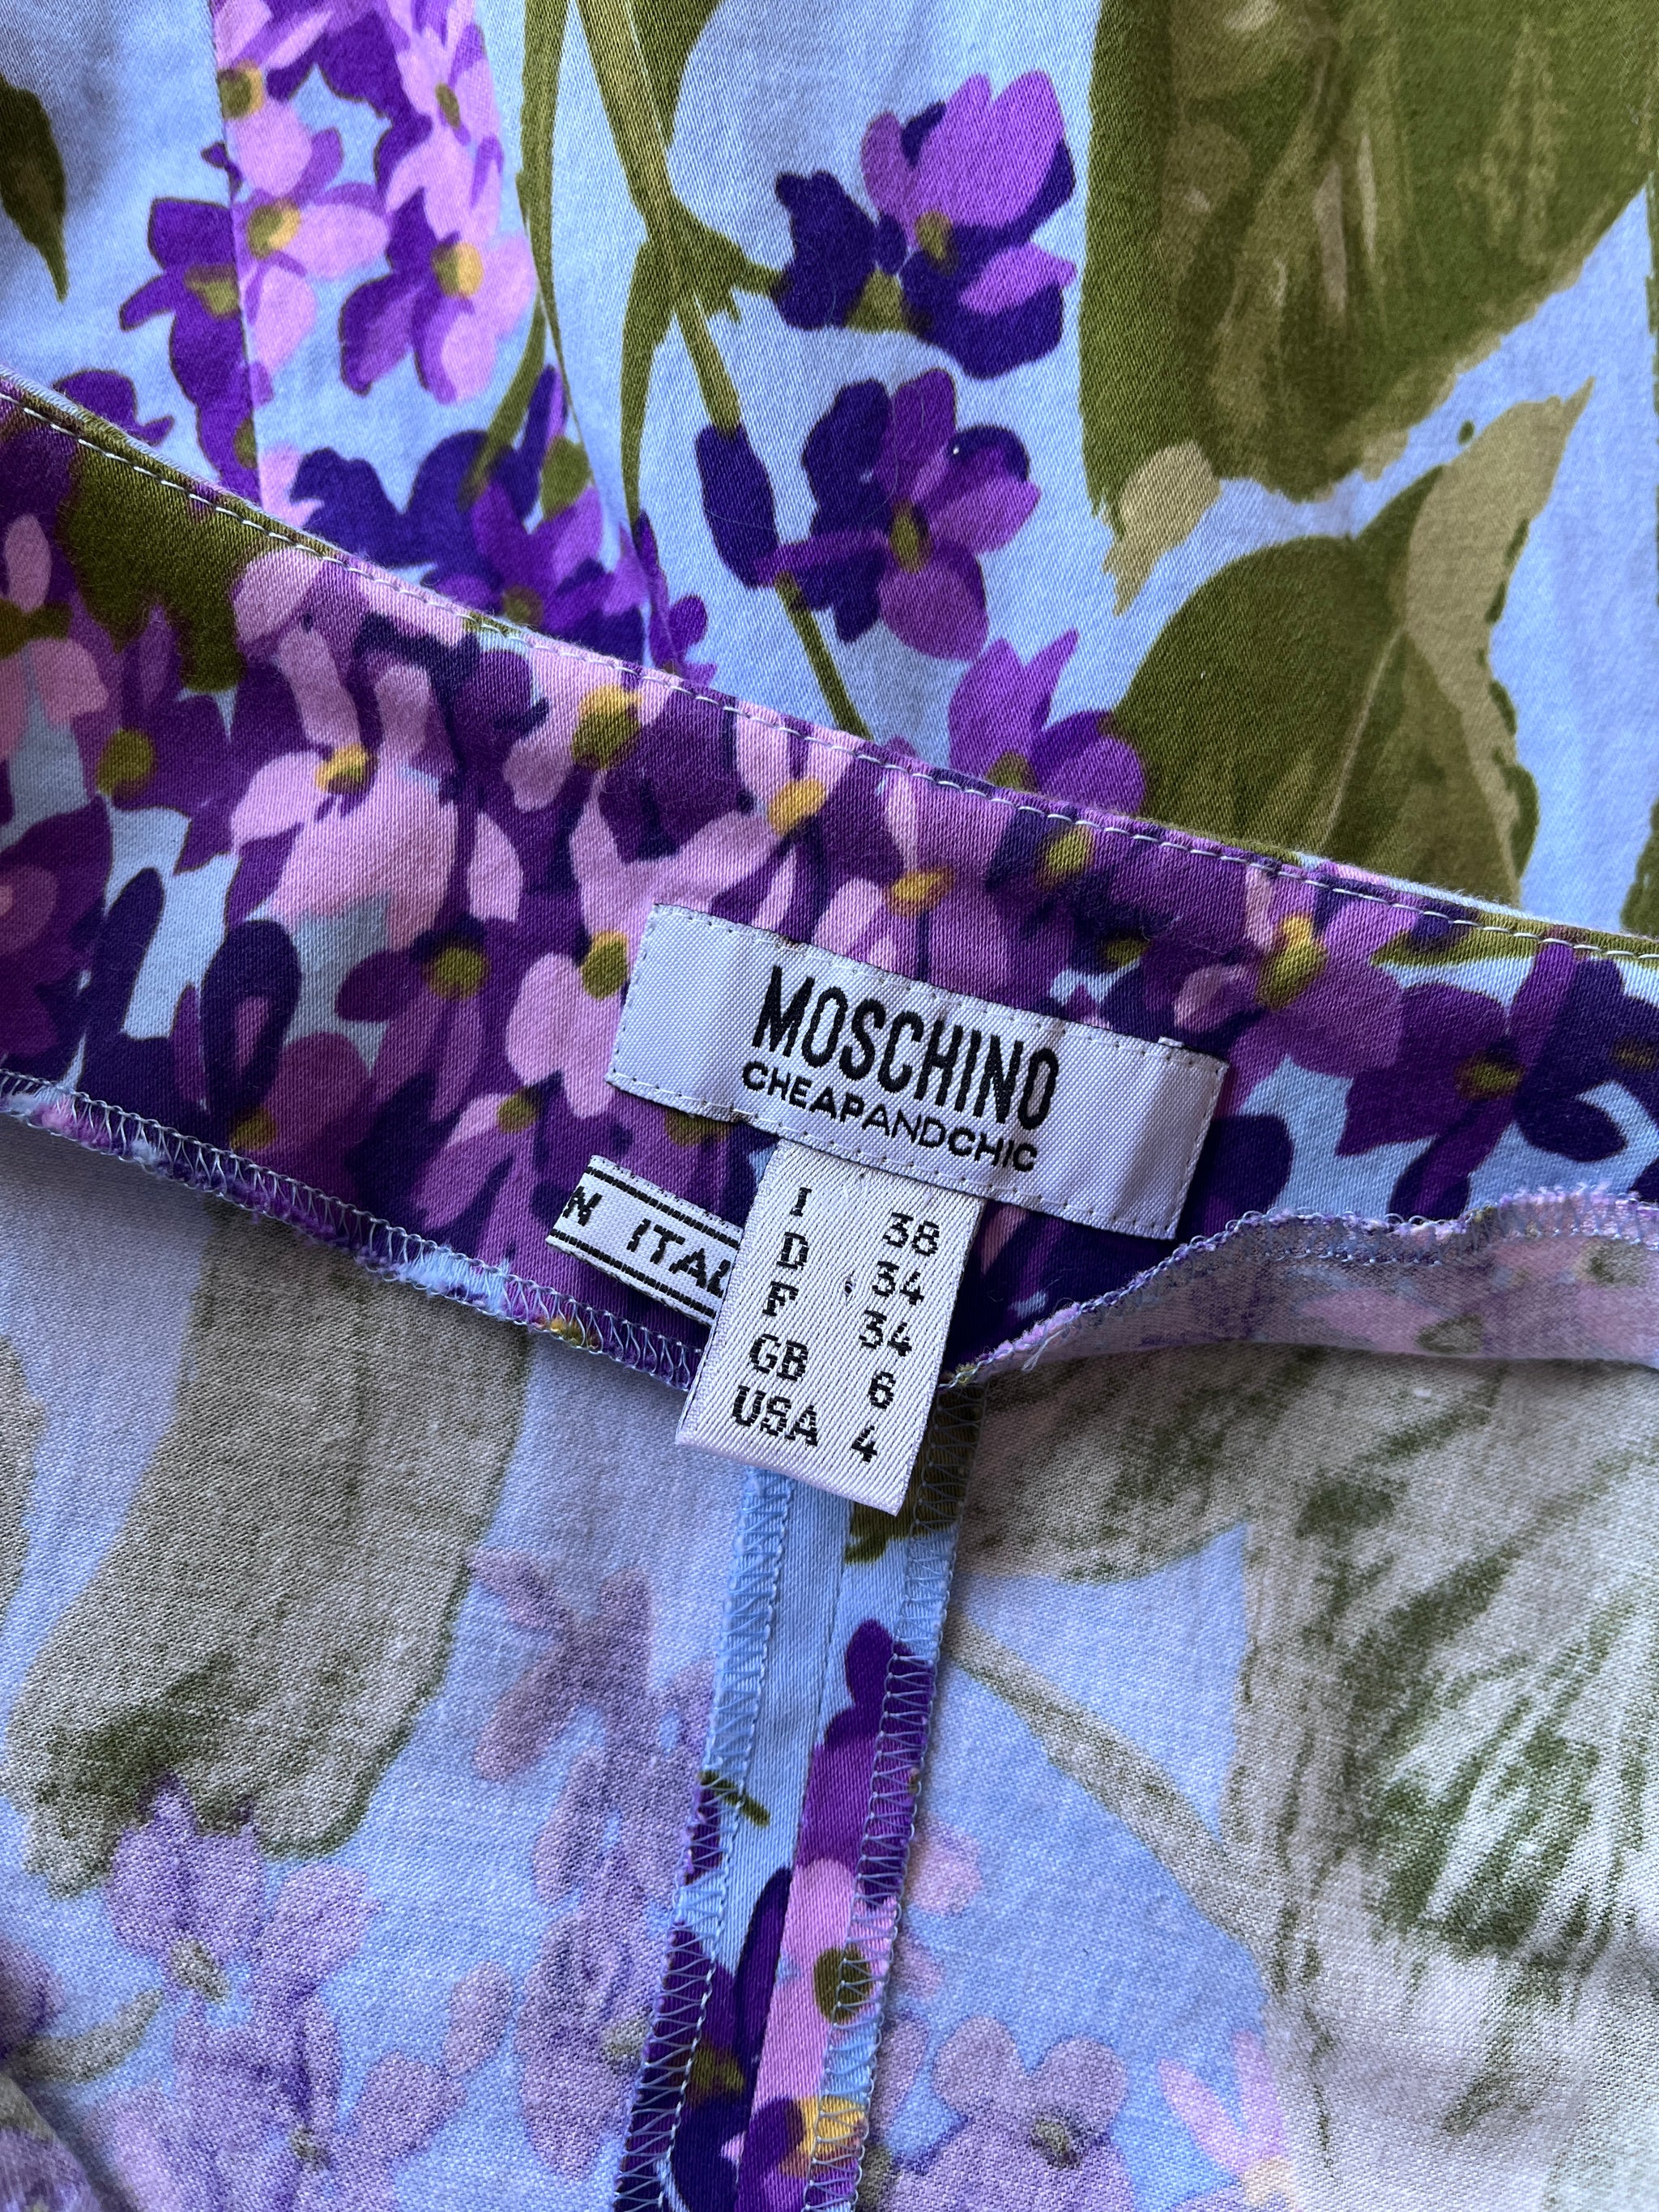 MOSCHINO
CHEAPANDCHIC
ITAL
I 38
D 34
F 34
GB 6
USA 4